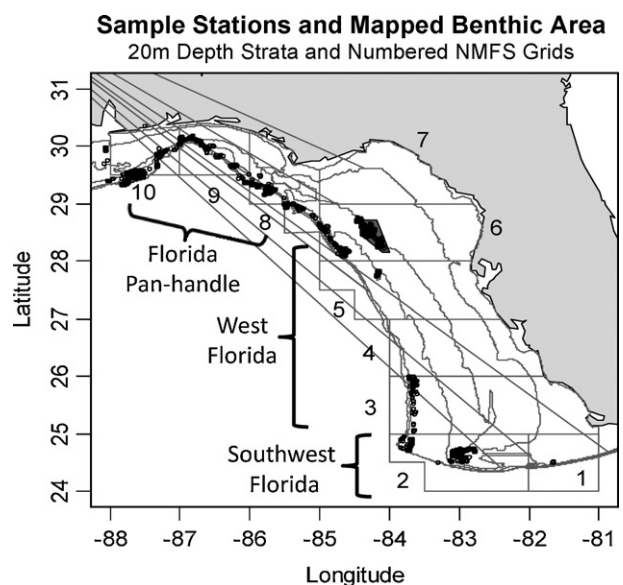 Sample Stations and Mapped Benthic Area
20m Depth Strata and Numbered NMFS Grids
Latitude
31
30
29
28
27
26
25
24
7
6
10
9
8
5
4
3
2
1
Florida
Pan-handle
West
Florida
Southwest
Florida
-88 -87 -86 -85 -84 -83 -82 -81
Longitude